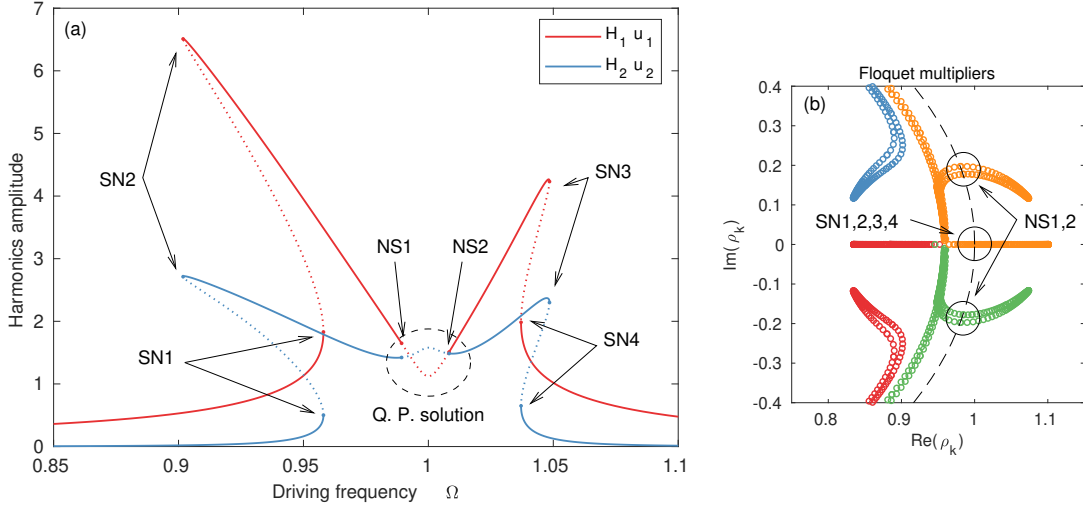 (a)
H1 u1
H2 u2
7
6
5
4
3
2
1
0
Harmonics amplitude
SN2
SN3
NS1
NS2
SN1
SN4
Q. P. solution
0.85
0.9
0.95
1
1.05
1.1
Driving frequency Ω
Floquet multipliers
(b)
0.4
0.3
0.2
0.1
0
-0.1
-0.2
-0.3
-0.4
Im(ρk)
SN1,2,3,4
NS1,2
0.8
0.9
1
1.1
Re(ρk)